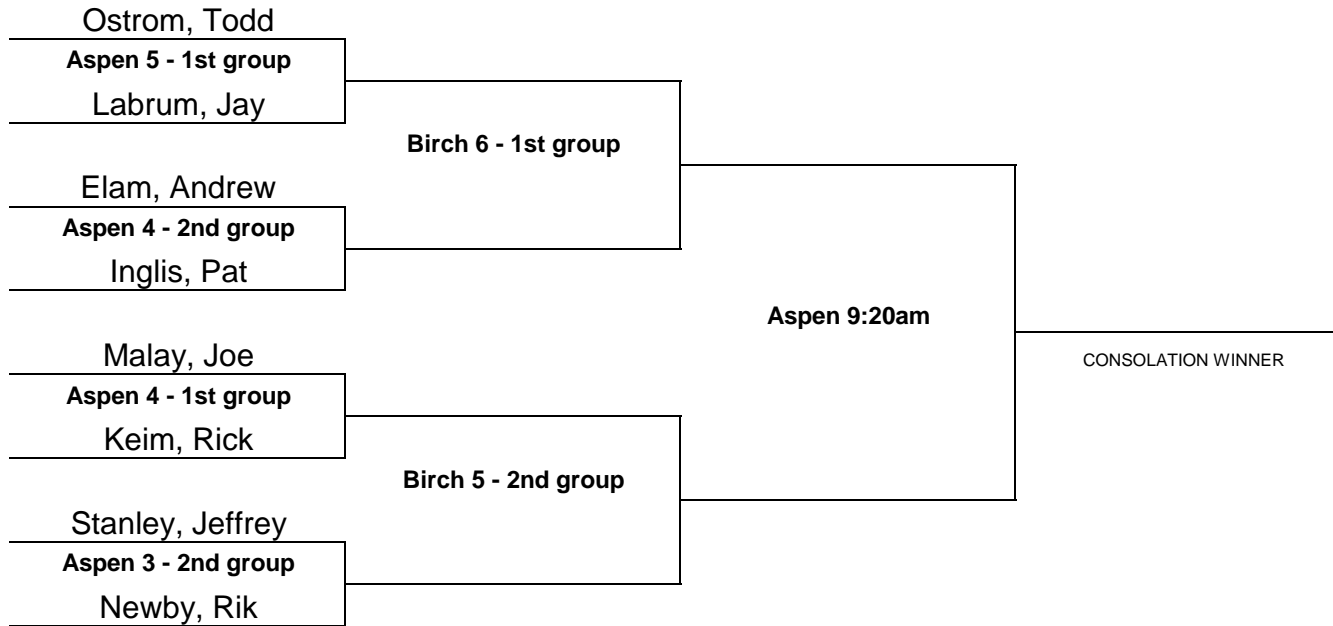 Ostrom, Todd
Aspen 5 - 1st group
Labrum, Jay
Birch 6 - 1st group
Elam, Andrew
Aspen 4 - 2nd group
Inglis, Pat
Aspen 9:20am
Malay, Joe
CONSOLATION WINNER
Aspen 4 - 1st group
Keim, Rick
Birch 5 - 2nd group
Stanley, Jeffrey
Aspen 3 - 2nd group
Newby, Rik